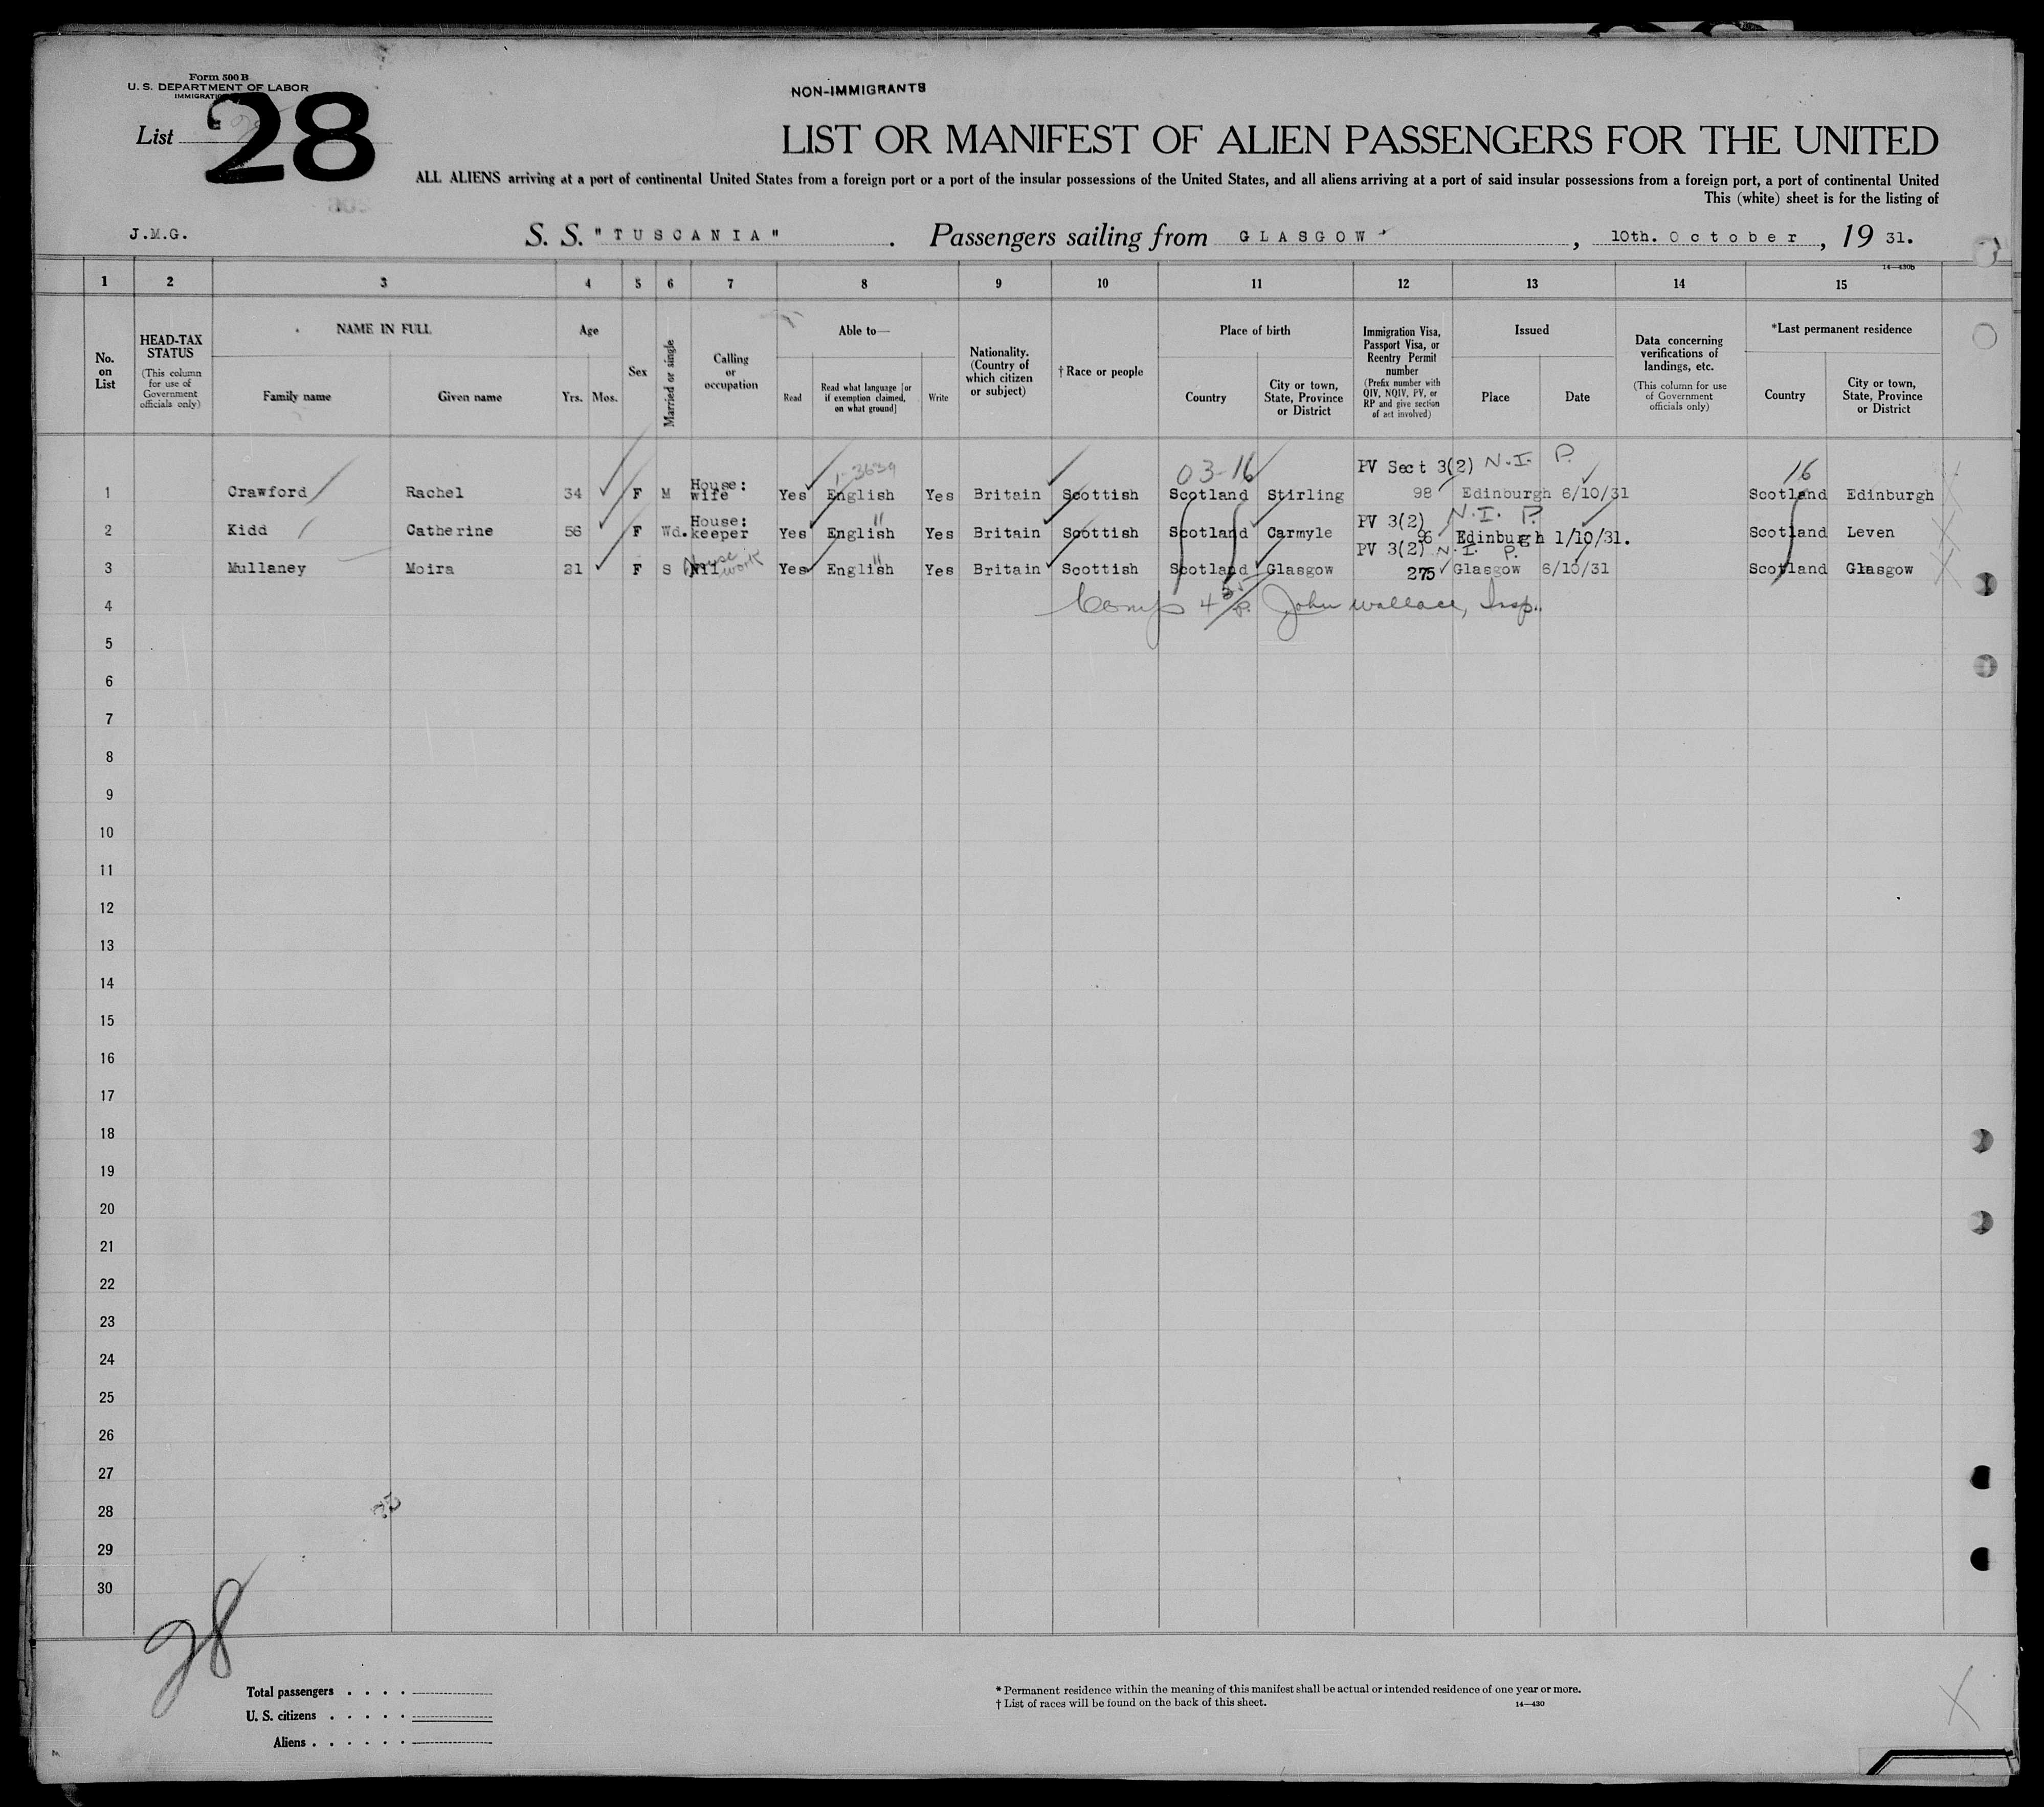 Form 500 B
U. S. DEPARTMENT OF LABOR
NON-IMMIGRANTS
List 28
LIST OR MANIFEST OF ALIEN PASSENGERS FOR THE UNITED
ALL ALIENS arriving at a port of continental United States from a foreign port or a port of the insular possessions of the United States, and all aliens arriving at a port of said insular possessions from a foreign port, a port of continental United
This (white) sheet is for the listing of
J.M.G. S. S. "TUSCANIA". Passengers sailing from GLASGOW, 10th. October, 19 31.
14—430b
1 2 3 4 5 6 7 8 9 10 11 12 13 14 15
No. on List
HEAD-TAX STATUS (This column for use of Government officials only)
NAME IN FULL
Family name Given name
Age
Yrs. Mos.
Sex
Married or single
Calling or occupation
Able to—
Read Read what language [or if exemption claimed, on what ground] Write
Nationality. (Country of which citizen or subject)
† Race or people
Place of birth
Country City or town, State, Province or District
Immigration Visa, Passport Visa, or Reentry Permit number (Prefix number with QIV, NQIV, PV, or RP and give section of act involved)
Issued
Place Date
Data concerning verifications of landings, etc. (This column for use of Government officials only)
*Last permanent residence
Country City or town, State, Province or District
1-3639 03-16 PV Sect 3(2) N.I. P. 16
1 Crawford Rachel 34 F M House: wife Yes English Yes Britain Scottish Scotland Stirling 98 Edinburgh 6/10/31 Scotland Edinburgh
" PV 3(2) N.I. P.
2 Kidd Catherine 56 F Wd. House: keeper Yes English Yes Britain Scottish Scotland Carmyle 96 Edinburgh 1/10/31. Scotland Leven
House work " PV 3(2) N.I. P.
3 Mullaney Moira 31 F S Nil Yes English Yes Britain Scottish Scotland Glasgow 275 Glasgow 6/10/31 Scotland Glasgow
4 Comp P. John Wallace, Insp.
5
6
7
8
9
10
11
12
13
14
15
16
17
18
19
20
21
22
23
24
25
26
27
28
29
30
28
Total passengers . . . .
U. S. citizens . . . . .
Aliens . . . . . .
* Permanent residence within the meaning of this manifest shall be actual or intended residence of one year or more.
† List of races will be found on the back of this sheet.
14—430